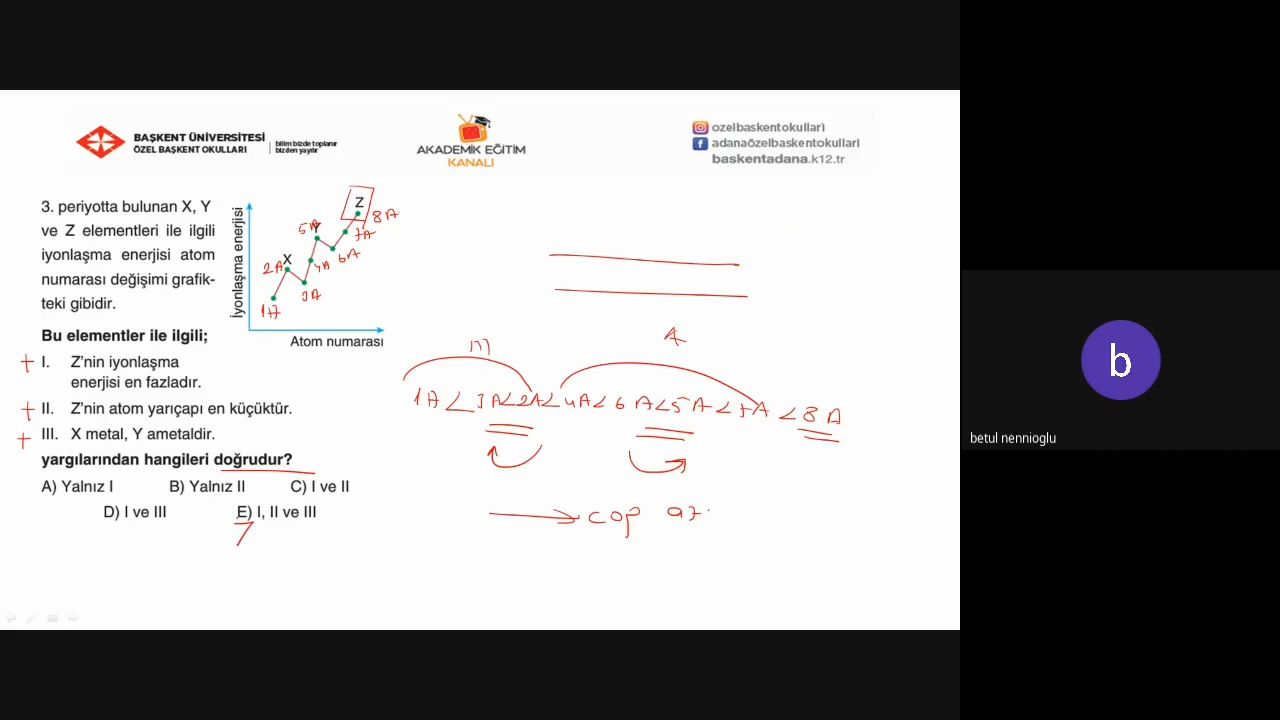 BAŞKENT ÜNİVERSİTESİ
ÖZEL BAŞKENT OKULLARI
bilim bizde toplanır
bizden yayılır
AKADEMİK EĞİTİM
KANALI
ozelbaskentokullari
adanaözelbaskentokullari
baskentadana.k12.tr
3. periyotta bulunan X, Y
ve Z elementleri ile ilgili
iyonlaşma enerjisi atom
numarası değişimi grafik-
teki gibidir.
İyonlaşma enerjisi
Z
8A
5A
Y
7A
6A
X
2A
4A
3A
1A
Atom numarası
Bu elementler ile ilgili;
+ I. Z'nin iyonlaşma
enerjisi en fazladır.
+ II. Z'nin atom yarıçapı en küçüktür.
+ III. X metal, Y ametaldir.
yargılarından hangileri doğrudur?
A) Yalnız I B) Yalnız II C) I ve II
D) I ve III E) I, II ve III
m A
1A < 3A < 2A < 4A < 6A < 5A < 7A < 8A
cap az
betul nennioglu
b